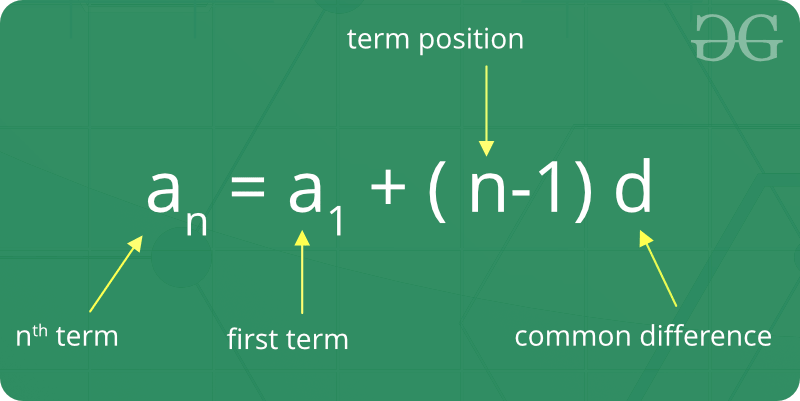 term position
aₙ = a₁ + ( n-1) d
nᵗʰ term
first term
common difference